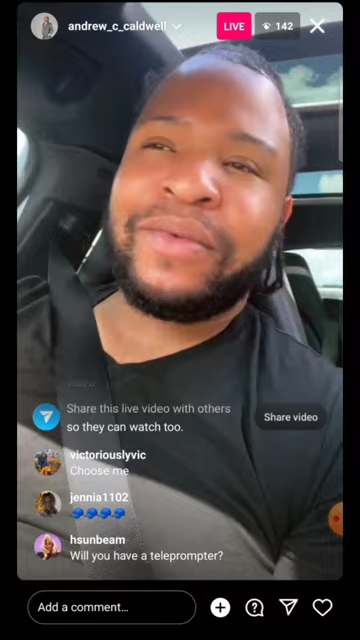 andrew_c_caldwell
LIVE
142
Share this live video with others
so they can watch too.
Share video
victoriouslyvic
Choose me
jennia1102
🧢🧢🧢🧢
hsunbeam
Will you have a teleprompter?
Add a comment...